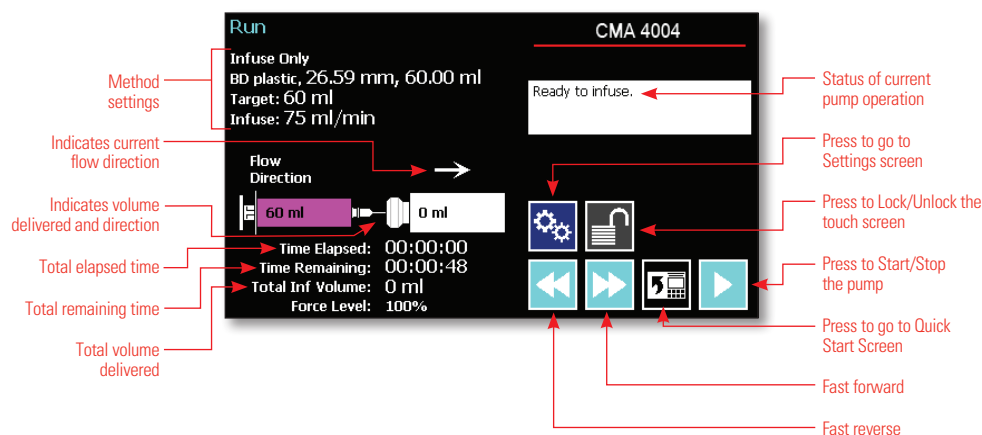 Run
CMA 4004
Infuse Only
BD plastic, 26.59 mm, 60.00 ml
Target: 60 ml
Infuse: 75 ml/min
Ready to infuse.
Flow
Direction
60 ml
0 ml
Time Elapsed: 00:00:00
Time Remaining: 00:00:48
Total Inf Volume: 0 ml
Force Level: 100%
Method
settings
Indicates current
flow direction
Indicates volume
delivered and direction
Total elapsed time
Total remaining time
Total volume
delivered
Status of current
pump operation
Press to go to
Settings screen
Press to Lock/Unlock the
touch screen
Press to Start/Stop
the pump
Press to go to Quick
Start Screen
Fast forward
Fast reverse